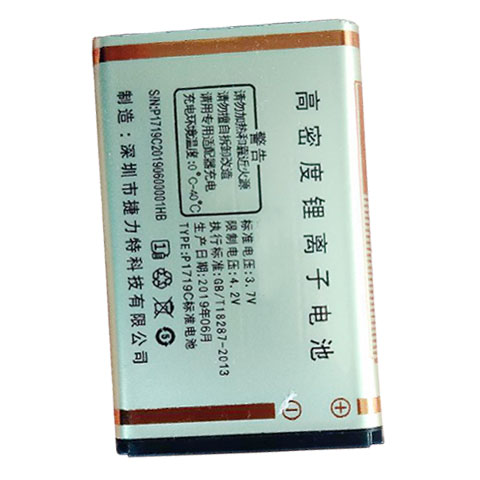 高密度锂离子电池
警告
请勿加热和靠近火源
请勿擅自拆卸改造
请用专用适配器充电
充电环境温度:0°C-40°C
标准电压:3.7V
限制电压:4.2V
执行标准:GB/T18287-2013
生产日期:2019年06月
TYPE:P1719C标准电池
S/N:P1719C20190600001HB
制造:深圳市捷力特科技有限公司